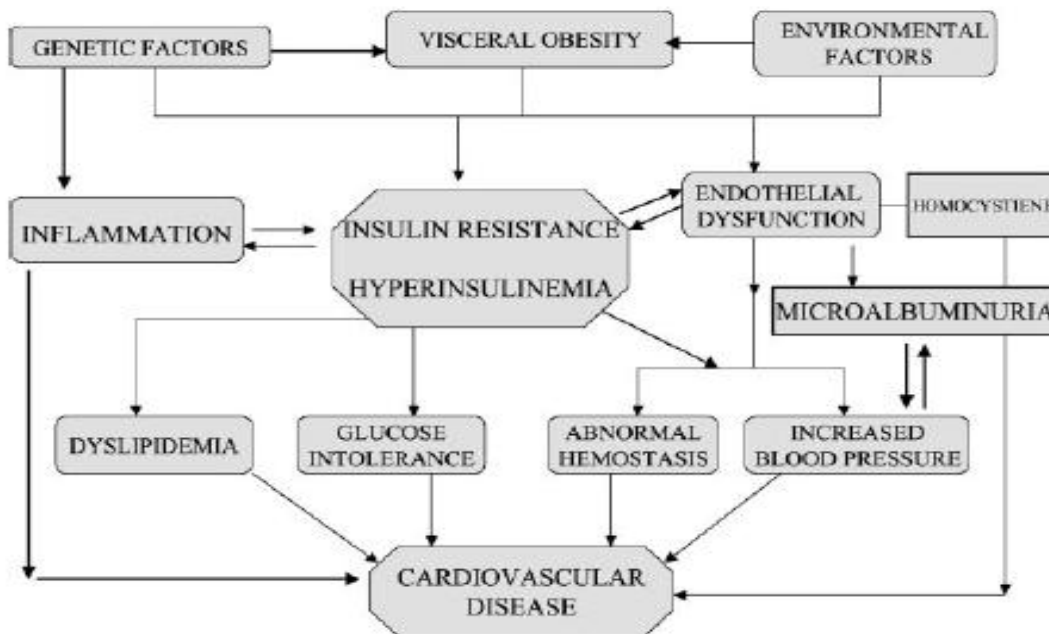 GENETIC FACTORS
VISCERAL OBESITY
ENVIRONMENTAL
FACTORS
INFLAMMATION
INSULIN RESISTANCE
HYPERINSULINEMIA
ENDOTHELIAL
DYSFUNCTION
HOMOCYSTIENE
MICROALBUMINURIA
DYSLIPIDEMIA
GLUCOSE
INTOLERANCE
ABNORMAL
HEMOSTASIS
INCREASED
BLOOD PRESSURE
CARDIOVASCULAR
DISEASE